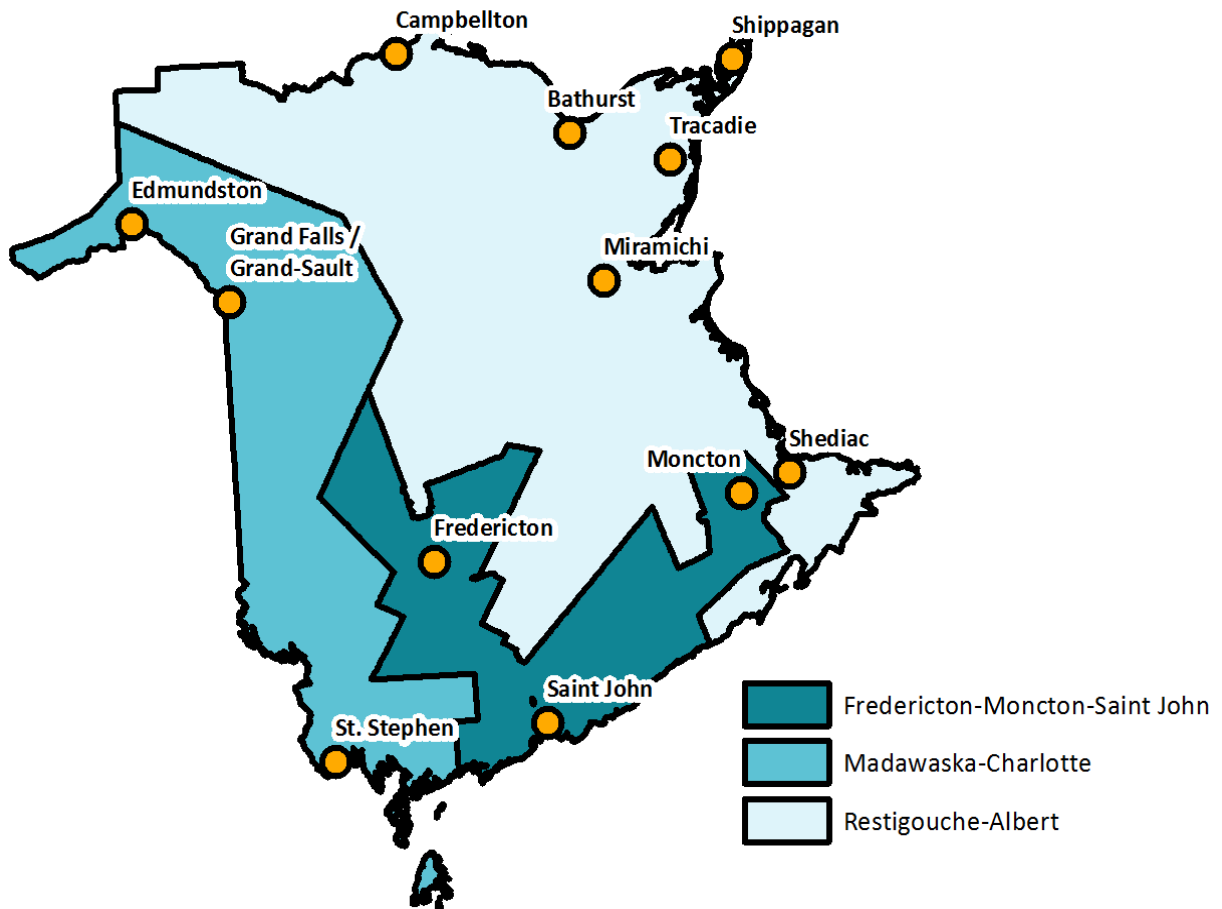 Campbellton
Shippagan
Bathurst
Tracadie
Edmundston
Grand Falls /
Grand-Sault
Miramichi
Shediac
Moncton
Fredericton
Saint John
St. Stephen
Fredericton-Moncton-Saint John
Madawaska-Charlotte
Restigouche-Albert